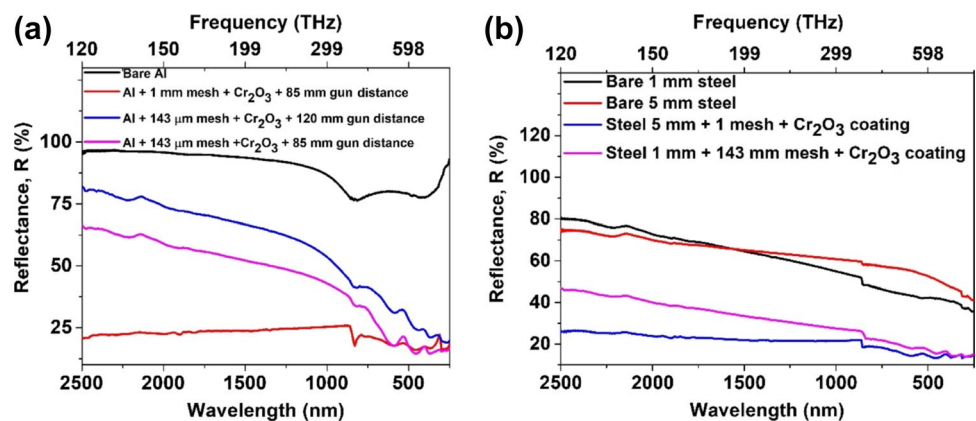 (a)
Frequency (THz)
120 150 199 299 598
Bare Al
Al + 1 mm mesh + Cr₂O₃ + 85 mm gun distance
Al + 143 µm mesh + Cr₂O₃ + 120 mm gun distance
Al + 143 µm mesh +Cr₂O₃ + 85 mm gun distance
Reflectance, R (%)
100
75
50
25
2500 2000 1500 1000 500
Wavelength (nm)
(b)
Frequency (THz)
120 150 199 299 598
Bare 1 mm steel
Bare 5 mm steel
Steel 5 mm + 1 mesh + Cr₂O₃ coating
Steel 1 mm + 143 mm mesh + Cr₂O₃ coating
Reflectance, R (%)
120
100
80
60
40
20
2500 2000 1500 1000 500
Wavelength (nm)